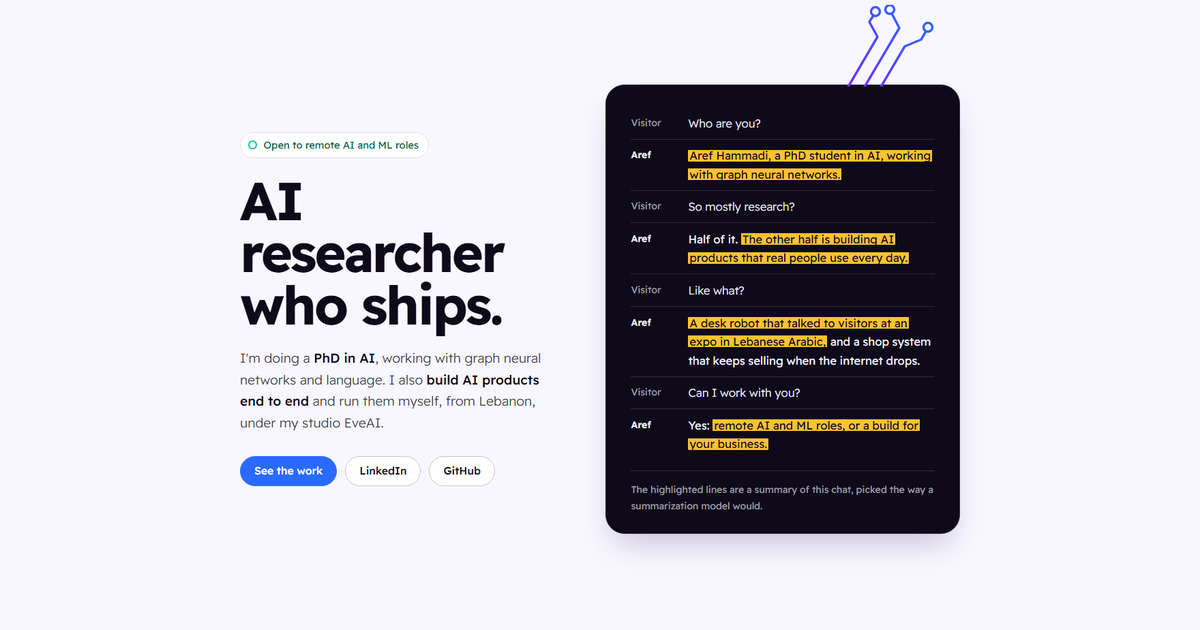 Open to remote AI and ML roles
AI
researcher
who ships.
I'm doing a PhD in AI, working with graph neural
networks and language. I also build AI products
end to end and run them myself, from Lebanon,
under my studio EveAI.
See the work
LinkedIn
GitHub
Visitor Who are you?
Aref Aref Hammadi, a PhD student in AI, working
with graph neural networks.
Visitor So mostly research?
Aref Half of it. The other half is building AI
products that real people use every day.
Visitor Like what?
Aref A desk robot that talked to visitors at an
expo in Lebanese Arabic, and a shop system
that keeps selling when the internet drops.
Visitor Can I work with you?
Aref Yes: remote AI and ML roles, or a build for
your business.
The highlighted lines are a summary of this chat, picked the way a
summarization model would.